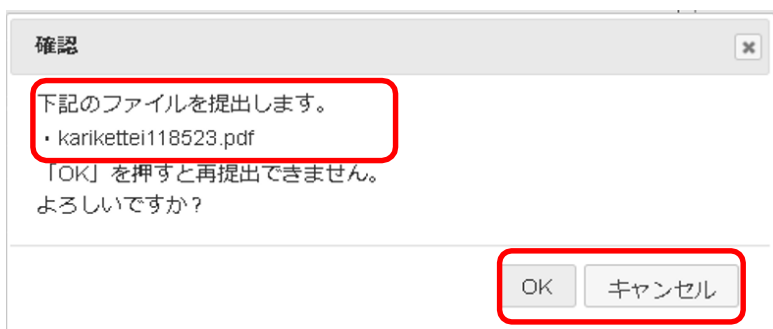 確認
下記のファイルを提出します。
・karikettei118523.pdf
「OK」を押すと再提出できません。
よろしいですか？
OK キャンセル